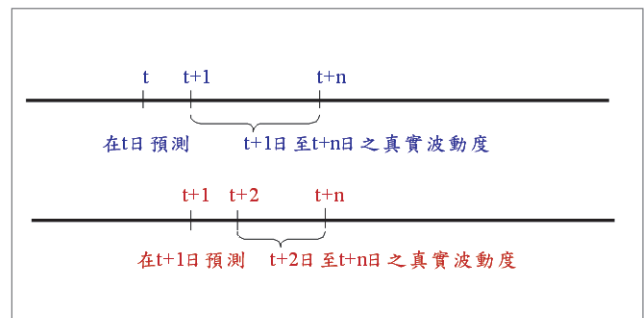 t t+1 t+n
在t日預測 t+1日至t+n日之真實波動度
t+1 t+2 t+n
在t+1日預測 t+2日至t+n日之真實波動度